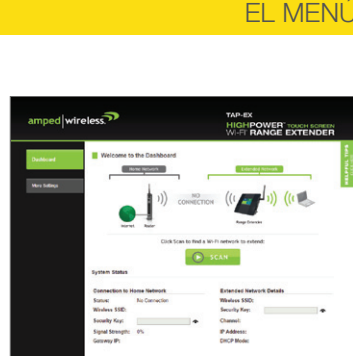 EL MENÚ
amped wireless
TAP-EX
HIGHPOWER TOUCH SCREEN
WI-FI RANGE EXTENDER
HELPFUL TIPS
Dashboard
More Settings
Welcome to the Dashboard
Home Network
Extended Network
NO
CONNECTION
Internet
Router
Range Extender
Click Scan to find a Wi-Fi network to extend:
SCAN
System Status
Connection to Home Network
Extended Network Details
Status: No Connection
Wireless SSID:
Wireless SSID:
Security Key:
Security Key:
Channel:
Signal Strength: 0%
IP Address:
Gateway IP:
DHCP Mode: